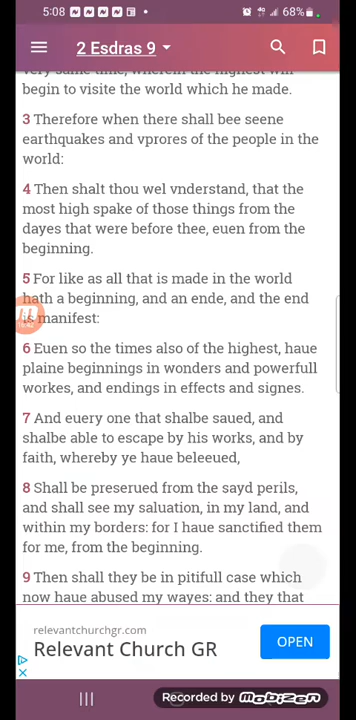 5:08
68%
2 Esdras 9
very same time, wherein the highest will
begin to visite the world which he made.
3 Therefore when there shall bee seene
earthquakes and vprores of the people in the
world:
4 Then shalt thou wel vnderstand, that the
most high spake of those things from the
dayes that were before thee, euen from the
beginning.
5 For like as all that is made in the world
hath a beginning, and an ende, and the end
is manifest:
6 Euen so the times also of the highest, haue
plaine beginnings in wonders and powerfull
workes, and endings in effects and signes.
7 And euery one that shalbe saued, and
shalbe able to escape by his works, and by
faith, whereby ye haue beleeued,
8 Shall be preserued from the sayd perils,
and shall see my saluation, in my land, and
within my borders: for I haue sanctified them
for me, from the beginning.
9 Then shall they be in pitifull case which
now haue abused my wayes: and they that
relevantchurchgr.com
Relevant Church GR
OPEN
Recorded by MOBIZEN